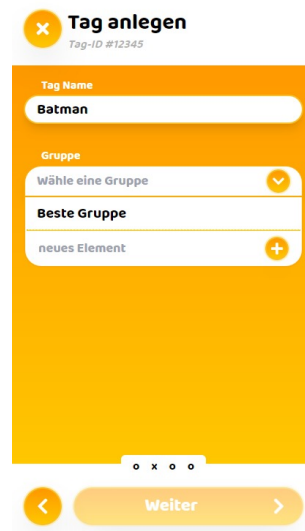 Tag anlegen
Tag-ID #12345
Tag Name
Batman
Gruppe
Wähle eine Gruppe
Beste Gruppe
neues Element
o x o o
Weiter